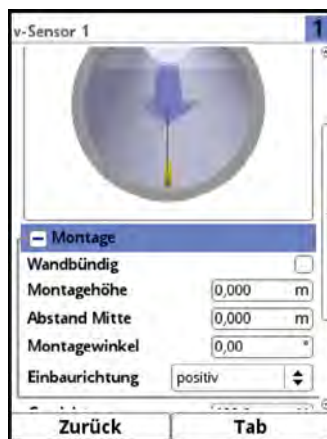 v-Sensor 1 1
Montage
Wandbündig
Montagehöhe 0,000 m
Abstand Mitte 0,000 m
Montagewinkel 0,00 °
Einbaurichtung positiv
Zurück Tab